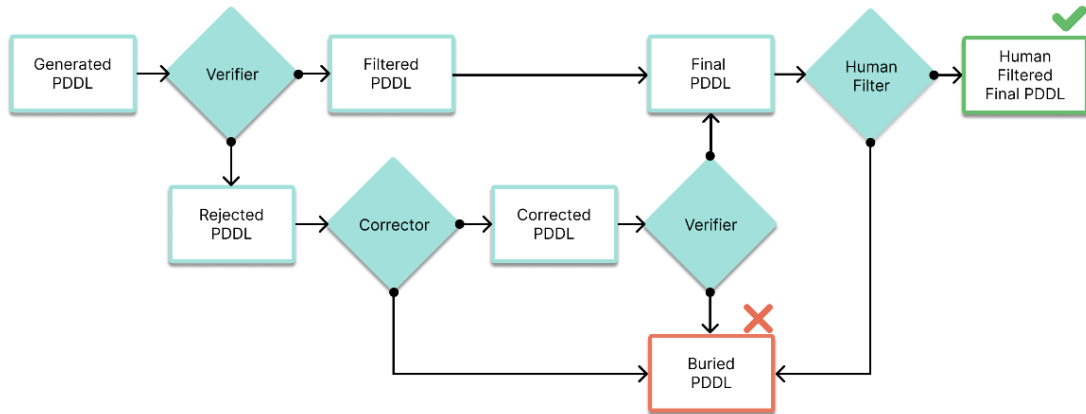 Generated
PDDL
Verifier
Filtered
PDDL
Final
PDDL
Human
Filter
Human
Filtered
Final PDDL
Rejected
PDDL
Corrector
Corrected
PDDL
Verifier
Buried
PDDL